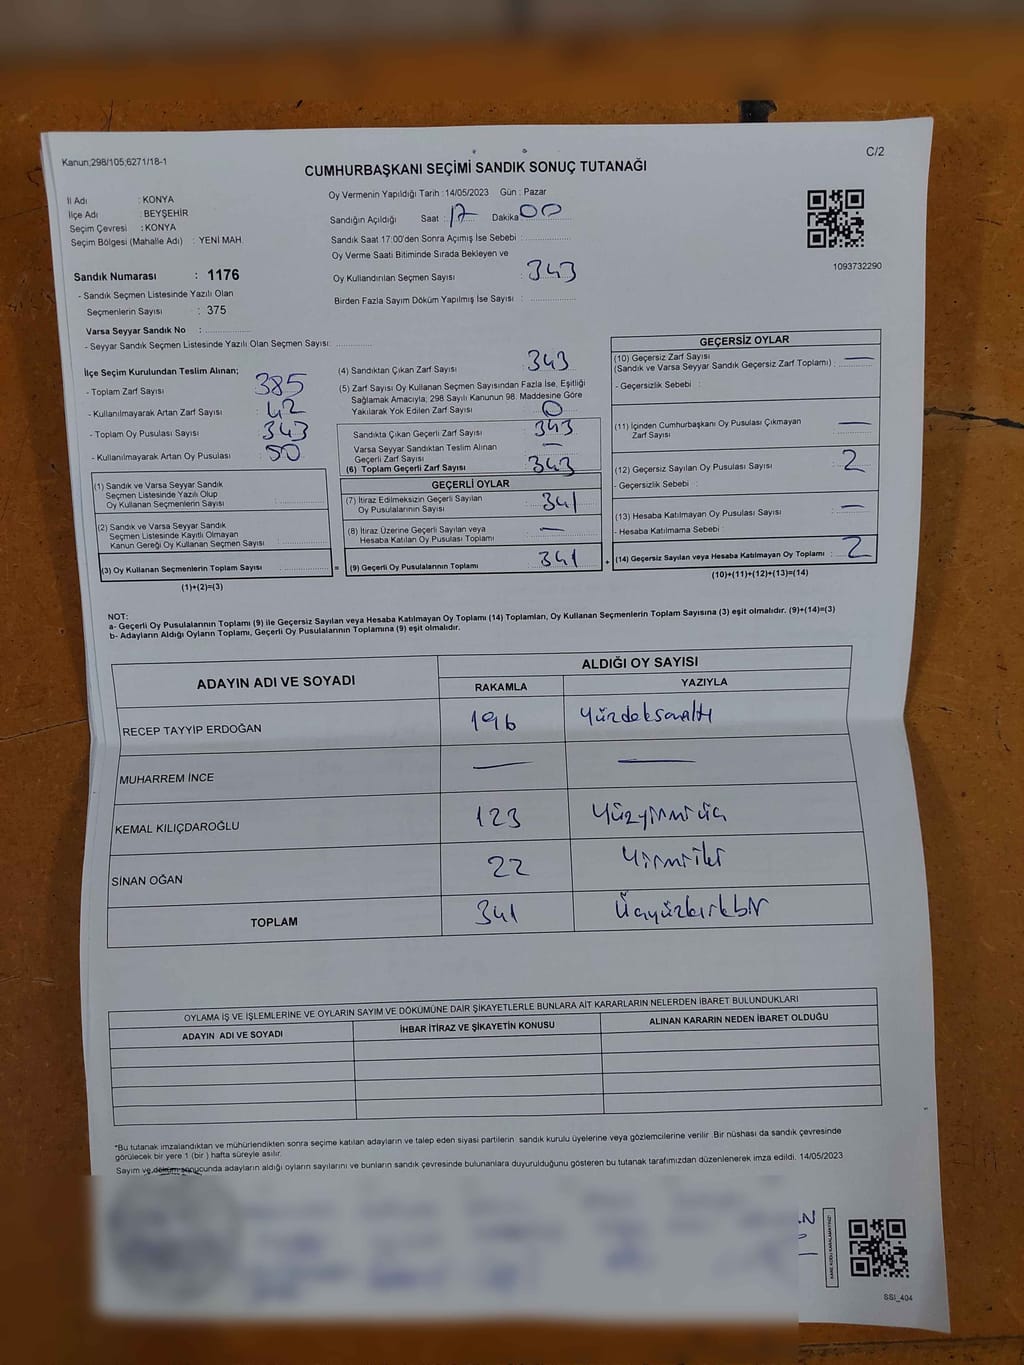 Kanun;298/105;6271/18-1
C/2
CUMHURBAŞKANI SEÇİMİ SANDIK SONUÇ TUTANAĞI
İl Adı : KONYA
İlçe Adı : BEYŞEHİR
Seçim Çevresi : KONYA
Seçim Bölgesi (Mahalle Adı) : YENİ MAH.
Sandık Numarası : 1176
- Sandık Seçmen Listesinde Yazılı Olan
Seçmenlerin Sayısı : 375
Varsa Seyyar Sandık No :
- Seyyar Sandık Seçmen Listesinde Yazılı Olan Seçmen Sayısı:
Oy Vermenin Yapıldığı Tarih : 14/05/2023 Gün : Pazar
Sandığın Açıldığı Saat : 17 Dakika : 00
Sandık Saat 17:00'den Sonra Açımış İse Sebebi :
Oy Verme Saati Bitiminde Sırada Bekleyen ve
Oy Kullandırılan Seçmen Sayısı : 343
Birden Fazla Sayım Döküm Yapılmış İse Sayısı :
1093732290
İlçe Seçim Kurulundan Teslim Alınan;
- Toplam Zarf Sayısı : 385
- Kullanılmayarak Artan Zarf Sayısı : 42
- Toplam Oy Pusulası Sayısı : 343
- Kullanılmayarak Artan Oy Pusulası :
(1) Sandık ve Varsa Seyyar Sandık
Seçmen Listesinde Yazılı Olup
Oy Kullanan Seçmenlerin Sayısı :
(2) Sandık ve Varsa Seyyar Sandık
Seçmen Listesinde Kayıtlı Olmayan
Kanun Gereği Oy Kullanan Seçmen Sayısı :
(3) Oy Kullanan Seçmenlerin Toplam Sayısı :
(1)+(2)=(3)
(4) Sandıktan Çıkan Zarf Sayısı : 343
(5) Zarf Sayısı Oy Kullanan Seçmen Sayısından Fazla İse, Eşitliği
Sağlamak Amacıyla; 298 Sayılı Kanunun 98. Maddesine Göre
Yakılarak Yok Edilen Zarf Sayısı : 0
Sandıkta Çıkan Geçerli Zarf Sayısı : 343
Varsa Seyyar Sandıktan Teslim Alınan
Geçerli Zarf Sayısı : —
(6) Toplam Geçerli Zarf Sayısı : 343
GEÇERLİ OYLAR
(7) İtiraz Edilmeksizin Geçerli Sayılan
Oy Pusulalarının Sayısı : 341
(8) İtiraz Üzerine Geçerli Sayılan veya
Hesaba Katılan Oy Pusulası Toplamı : —
= (9) Geçerli Oy Pusulalarının Toplamı : 341
GEÇERSİZ OYLAR
(10) Geçersiz Zarf Sayısı
(Sandık ve Varsa Seyyar Sandık Geçersiz Zarf Toplamı) : —
- Geçersizlik Sebebi :
(11) İçinden Cumhurbaşkanı Oy Pusulası Çıkmayan
Zarf Sayısı : —
(12) Geçersiz Sayılan Oy Pusulası Sayısı : 2
- Geçersizlik Sebebi :
(13) Hesaba Katılmayan Oy Pusulası Sayısı : —
- Hesaba Katılmama Sebebi :
+ (14) Geçersiz Sayılan veya Hesaba Katılmayan Oy Toplamı : 2
(10)+(11)+(12)+(13)=(14)
NOT:
a- Geçerli Oy Pusulalarının Toplamı (9) ile Geçersiz Sayılan veya Hesaba Katılmayan Oy Toplamı (14) Toplamları, Oy Kullanan Seçmenlerin Toplam Sayısına (3) eşit olmalıdır. (9)+(14)=(3)
b- Adayların Aldığı Oyların Toplamı, Geçerli Oy Pusulalarının Toplamına (9) eşit olmalıdır.
ADAYIN ADI VE SOYADI
ALDIĞI OY SAYISI
RAKAMLA YAZIYLA
RECEP TAYYİP ERDOĞAN 196 Yüzdoksanaltı
MUHARREM İNCE — —
KEMAL KILIÇDAROĞLU 123 Yüzyirmiüç
SİNAN OĞAN 22 Yirmiiki
TOPLAM 341 Üçyüzkırkbir
OYLAMA İŞ VE İŞLEMLERİNE VE OYLARIN SAYIM VE DÖKÜMÜNE DAİR ŞİKAYETLERLE BUNLARA AİT KARARLARIN NELERDEN İBARET BULUNDUKLARI
ADAYIN ADI VE SOYADI İHBAR İTİRAZ VE ŞİKAYETİN KONUSU ALINAN KARARIN NEDEN İBARET OLDUĞU
*Bu tutanak imzalandıktan ve mühürlendikten sonra seçime katılan adayların ve talep eden siyasi partilerin sandık kurulu üyelerine veya gözlemcilerine verilir. Bir nüshası da sandık çevresinde
görülecek bir yere 1 (bir) hafta süreyle asılır.
Sayım ve döküm sonucunda adayların aldığı oyların sayılarını ve bunların sandık çevresinde bulunanlara duyurulduğunu gösteren bu tutanak tarafımızdan düzenlenerek imza edildi. 14/05/2023
KARE KODU KARALAMAYINIZ!
SSI_404